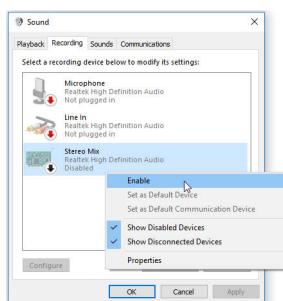 Sound
Playback Recording Sounds Communications
Select a recording device below to modify its settings:
Microphone
Realtek High Definition Audio
Not plugged in
Line In
Realtek High Definition Audio
Not plugged in
Stereo Mix
Realtek High Definition Audio
Disabled
Enable
Set as Default Device
Set as Default Communication Device
Show Disabled Devices
Show Disconnected Devices
Properties
Configure
OK Cancel Apply